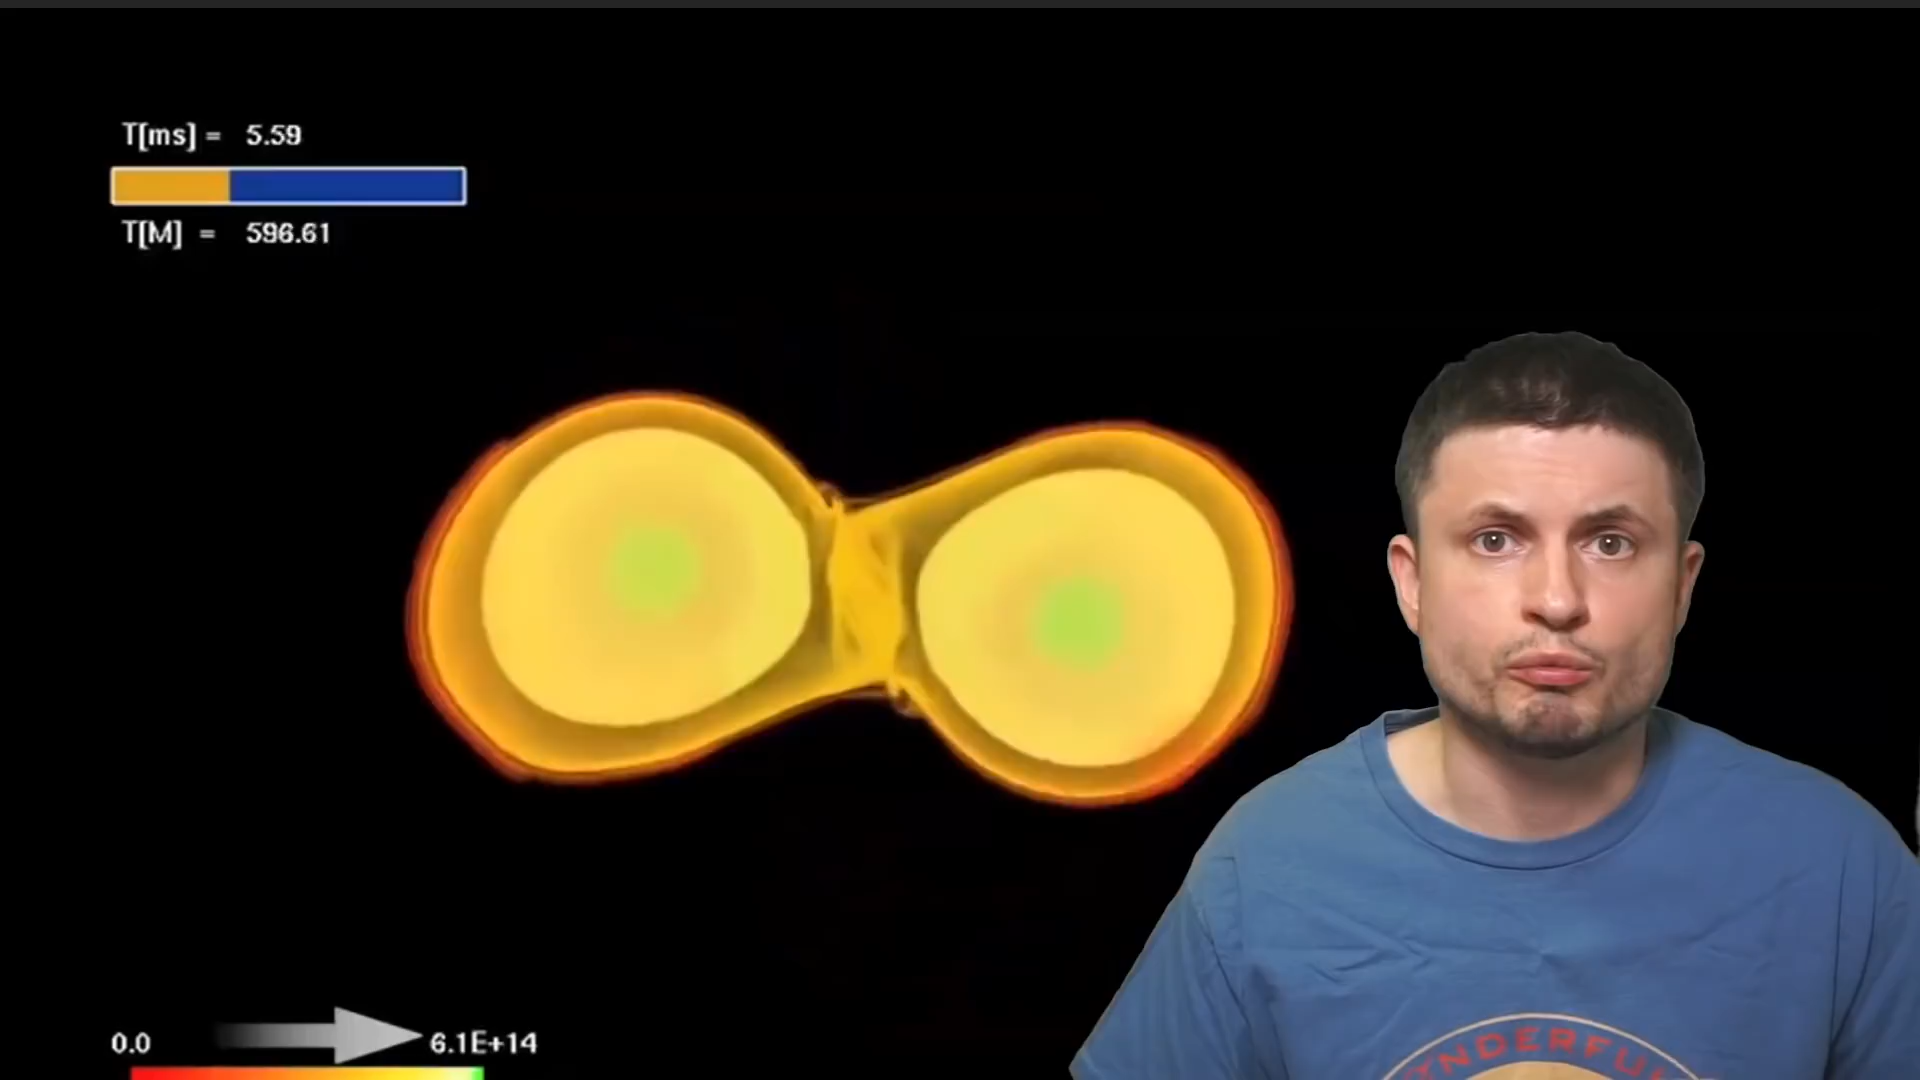 T[ms] = 5.59
T[M] = 596.61
0.0 6.1E+14